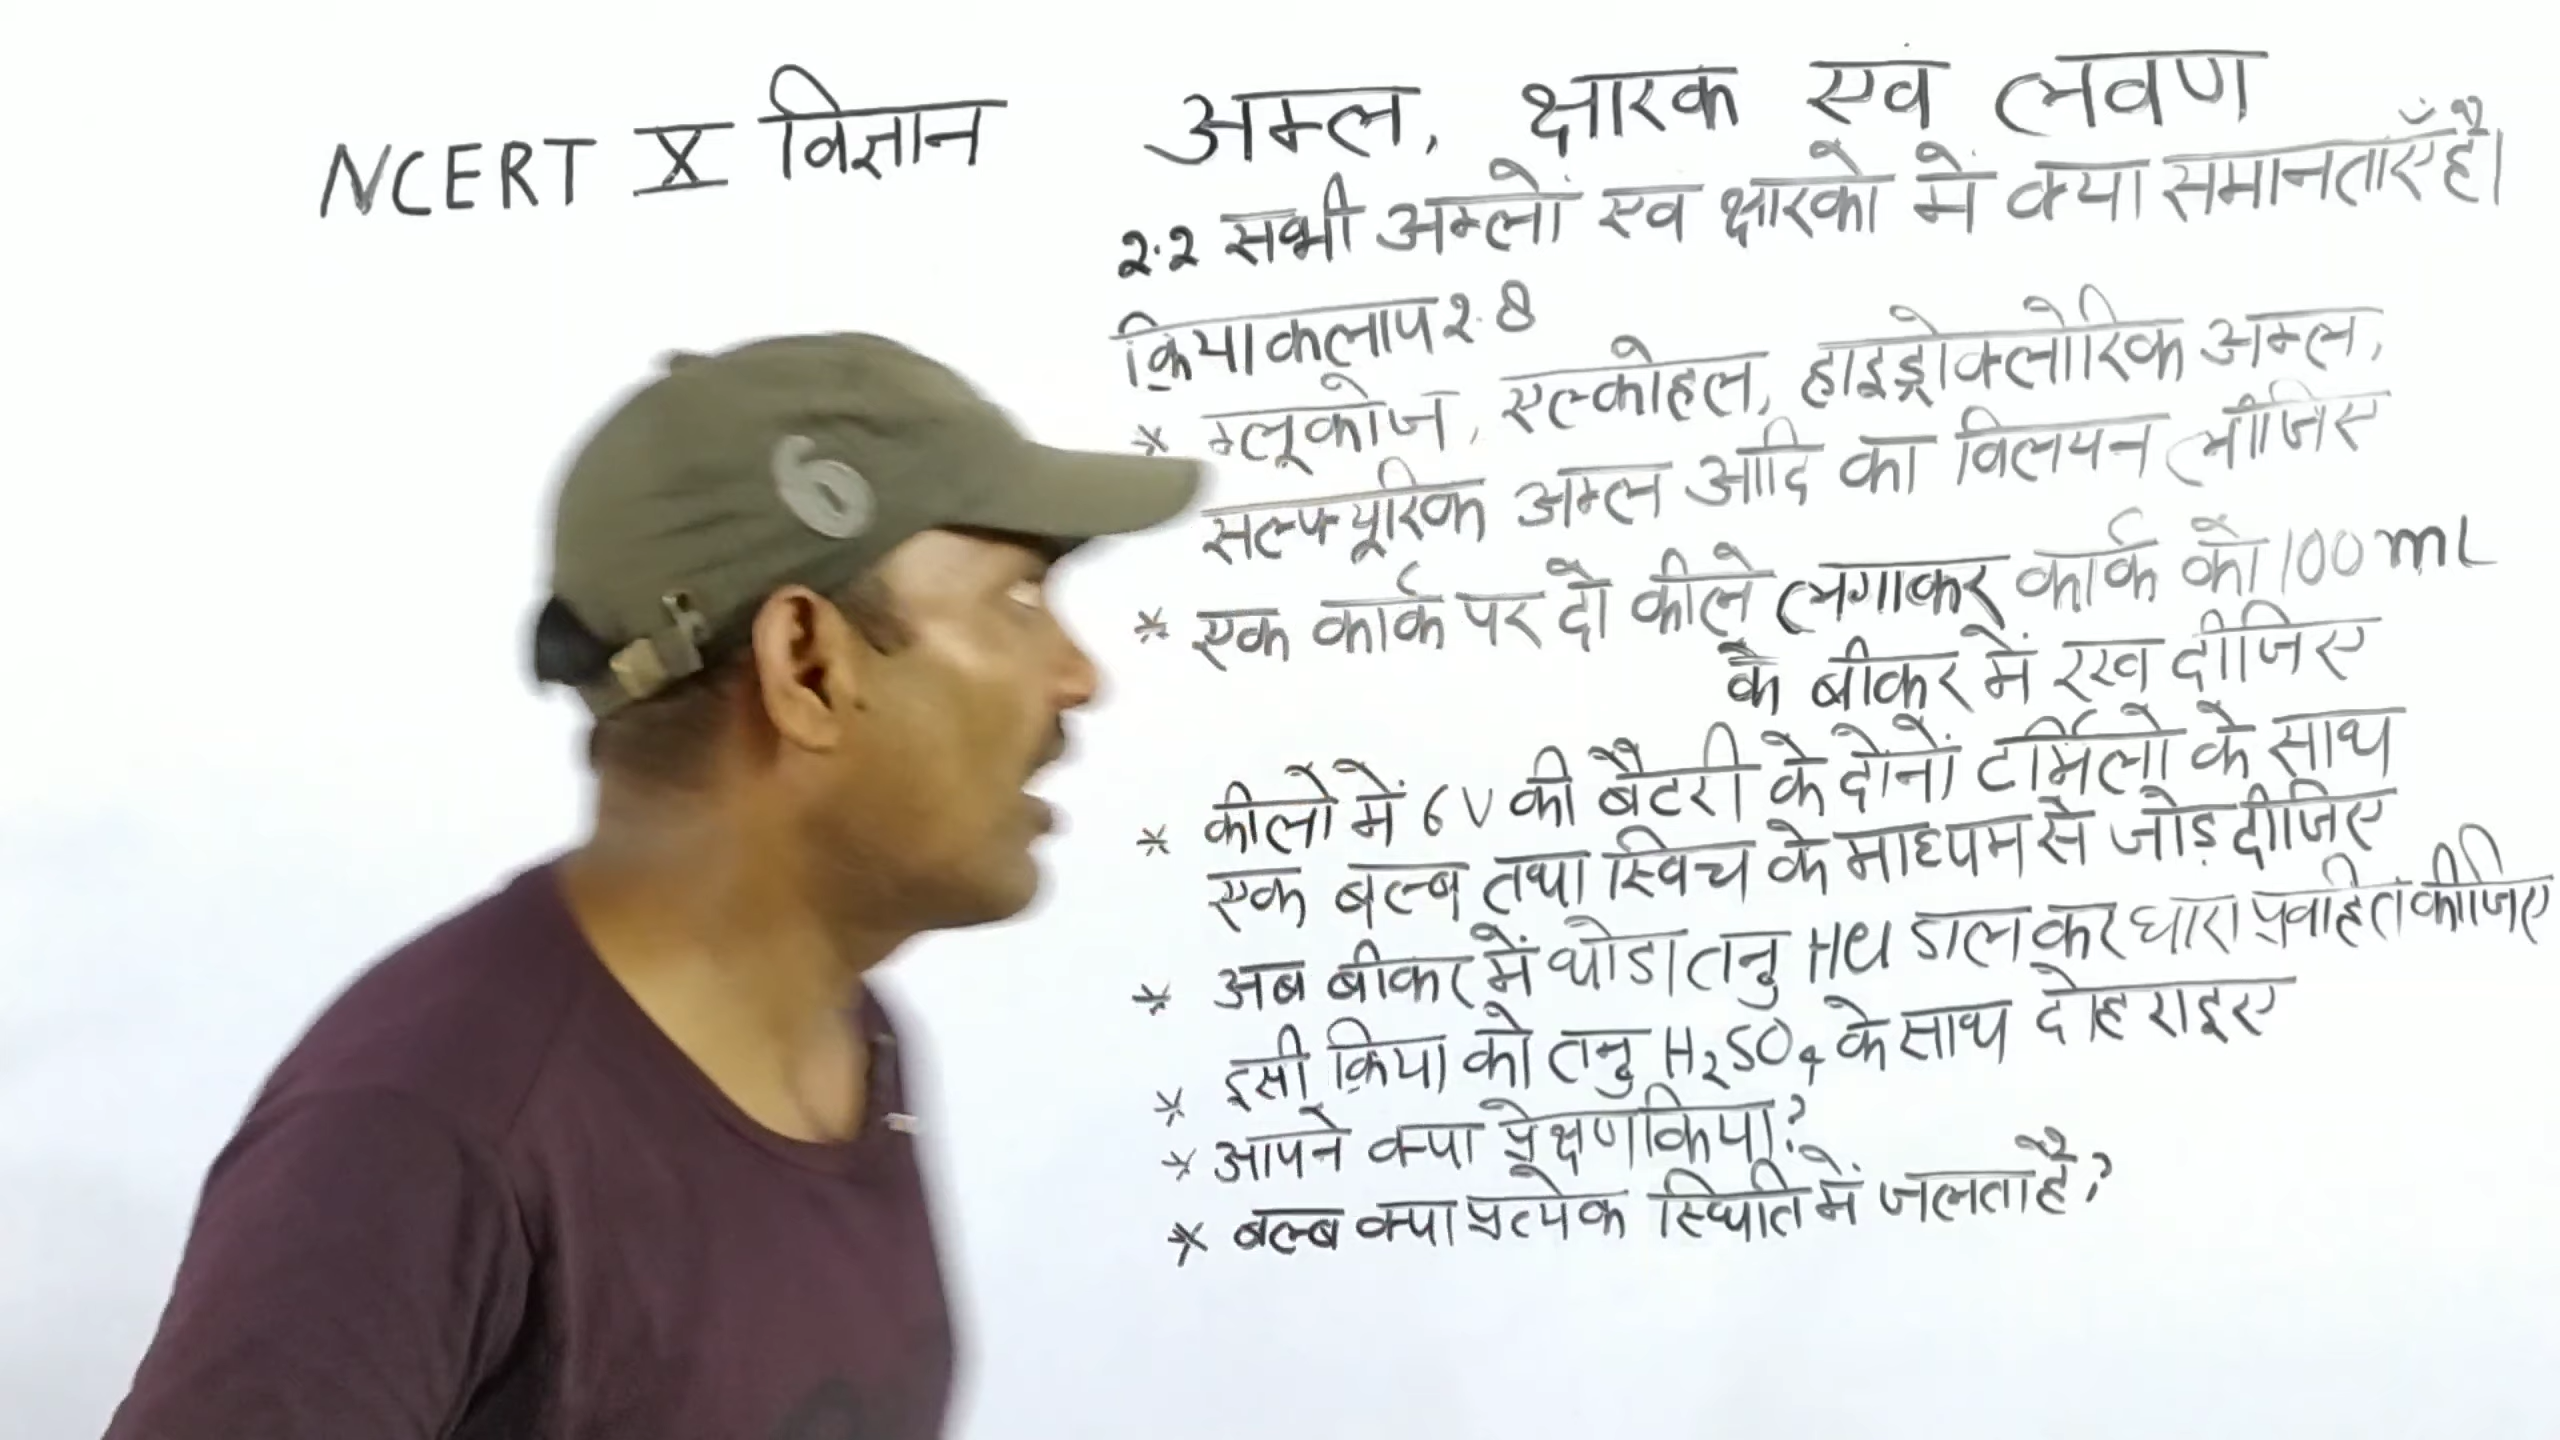 NCERT X विज्ञान
अम्ल, क्षारक एवं लवण
2.2 सभी अम्लों एवं क्षारको में क्या समानताएँ है।
क्रियाकलाप 2.8
* ग्लूकोज, एल्कोहल, हाइड्रोक्लोरिक अम्ल,
सल्फ्यूरिक अम्ल आदि का विलयन लीजिए
* एक कार्क पर दो कीले लगाकर कार्क को 100 mL
के बीकर में रख दीजिए
* कीलो में 6V की बैटरी के दोनों टर्मिलो के साथ
एक बल्ब तथा स्विच के माध्यम से जोड़ दीजिए
* अब बीकर में थोडा तनु HCl डालकर धारा प्रवाहित कीजिए
* इसी क्रिया को तनु H₂SO₄ के साथ दोहराइए
* आपने क्या प्रेक्षण किया?
* बल्ब क्या प्रत्येक स्थिति में जलता है?
6